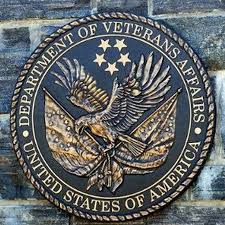 DEPARTMENT OF VETERANS AFFAIRS
UNITED STATES OF AMERICA